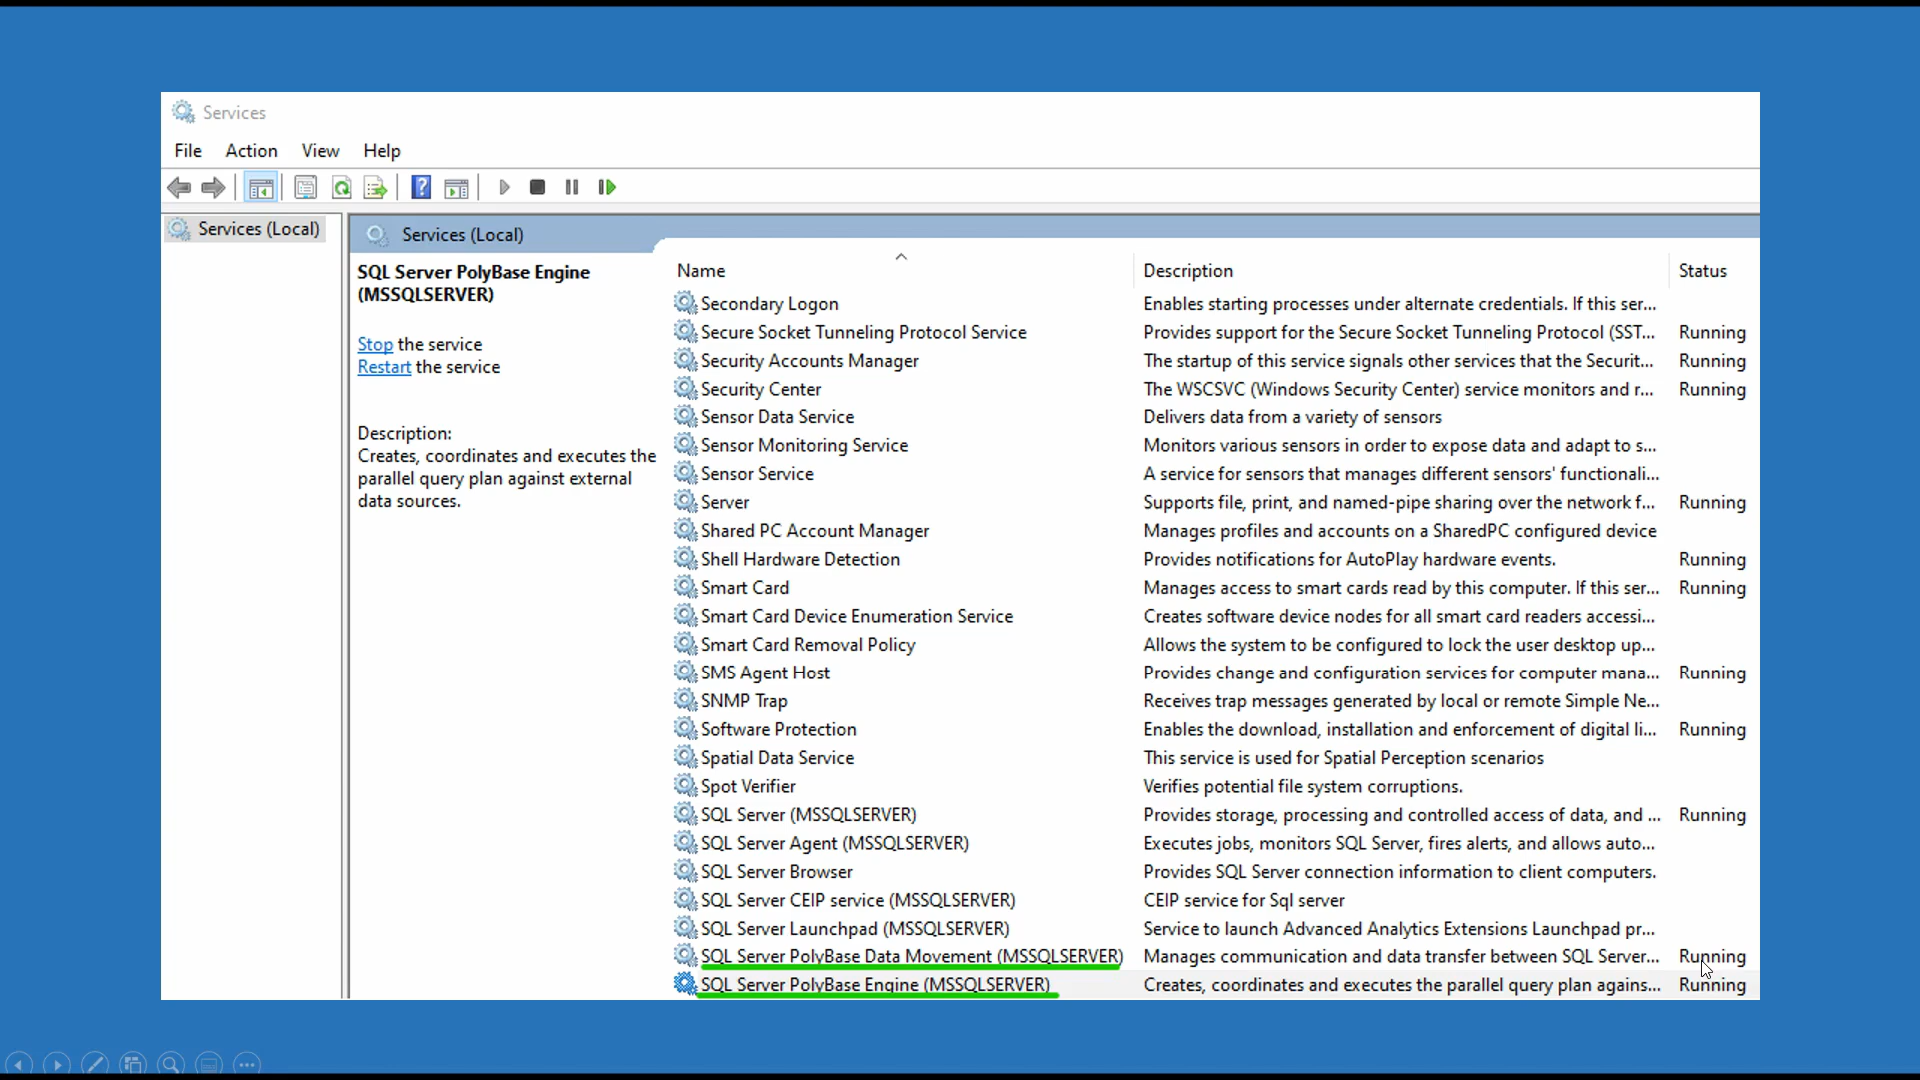 Services
File Action View Help
Services (Local)
Services (Local)
SQL Server PolyBase Engine
(MSSQLSERVER)
Stop the service
Restart the service
Description:
Creates, coordinates and executes the
parallel query plan against external
data sources.
Name Description Status
Secondary Logon Enables starting processes under alternate credentials. If this ser...
Secure Socket Tunneling Protocol Service Provides support for the Secure Socket Tunneling Protocol (SST... Running
Security Accounts Manager The startup of this service signals other services that the Securit... Running
Security Center The WSCSVC (Windows Security Center) service monitors and r... Running
Sensor Data Service Delivers data from a variety of sensors
Sensor Monitoring Service Monitors various sensors in order to expose data and adapt to s...
Sensor Service A service for sensors that manages different sensors' functionali...
Server Supports file, print, and named-pipe sharing over the network f... Running
Shared PC Account Manager Manages profiles and accounts on a SharedPC configured device
Shell Hardware Detection Provides notifications for AutoPlay hardware events. Running
Smart Card Manages access to smart cards read by this computer. If this ser... Running
Smart Card Device Enumeration Service Creates software device nodes for all smart card readers accessi...
Smart Card Removal Policy Allows the system to be configured to lock the user desktop up...
SMS Agent Host Provides change and configuration services for computer mana... Running
SNMP Trap Receives trap messages generated by local or remote Simple Ne...
Software Protection Enables the download, installation and enforcement of digital li... Running
Spatial Data Service This service is used for Spatial Perception scenarios
Spot Verifier Verifies potential file system corruptions.
SQL Server (MSSQLSERVER) Provides storage, processing and controlled access of data, and ... Running
SQL Server Agent (MSSQLSERVER) Executes jobs, monitors SQL Server, fires alerts, and allows auto...
SQL Server Browser Provides SQL Server connection information to client computers.
SQL Server CEIP service (MSSQLSERVER) CEIP service for Sql server
SQL Server Launchpad (MSSQLSERVER) Service to launch Advanced Analytics Extensions Launchpad pr...
SQL Server PolyBase Data Movement (MSSQLSERVER) Manages communication and data transfer between SQL Server... Running
SQL Server PolyBase Engine (MSSQLSERVER) Creates, coordinates and executes the parallel query plan agains... Running